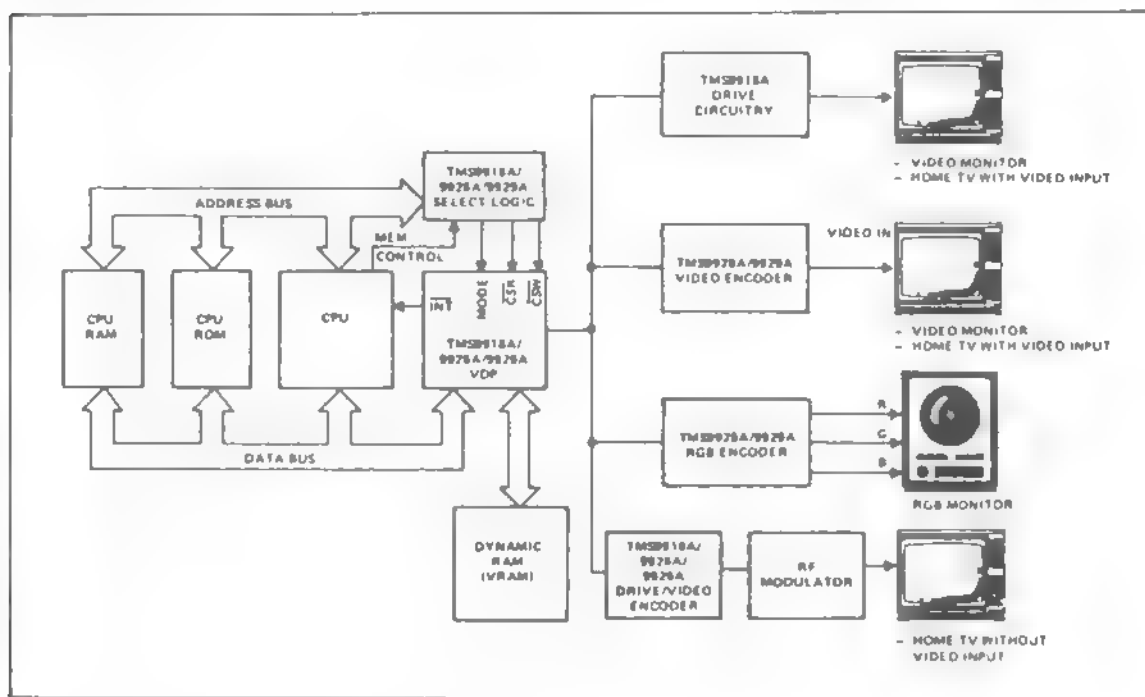 TMS9918A
DRIVE
CIRCUITRY
- VIDEO MONITOR
- HOME TV WITH VIDEO INPUT
TMS9918A/
9928A/9929A
SELECT LOGIC
ADDRESS BUS
MEM
CONTROL
VIDEO IN
TMS9928A/9929A
VIDEO ENCODER
- VIDEO MONITOR
- HOME TV WITH VIDEO INPUT
CPU
RAM
CPU
ROM
CPU
INT
MODE
CSR
CSW
TMS9918A/
9928A/9929A
VDP
DATA BUS
TMS9928A/9929A
RGB ENCODER
R
G
B
RGB MONITOR
DYNAMIC
RAM
(VRAM)
TMS9918A/
9928A/
9929A
DRIVE/VIDEO
ENCODER
RF
MODULATOR
- HOME TV WITHOUT
VIDEO INPUT